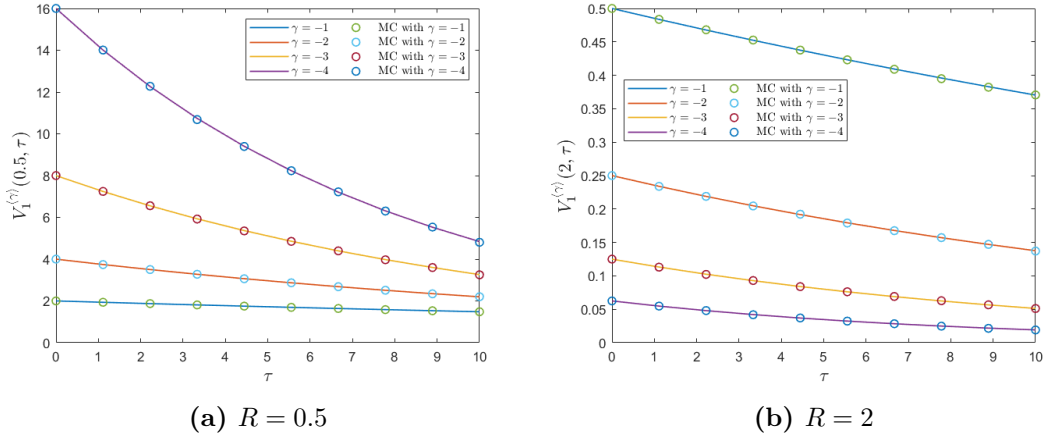 16
14
12
10
8
6
4
2
0
V₁^(γ)(0.5, τ)
γ = −1 MC with γ = −1
γ = −2 MC with γ = −2
γ = −3 MC with γ = −3
γ = −4 MC with γ = −4
0 1 2 3 4 5 6 7 8 9 10
τ
(a) R = 0.5
0.5
0.45
0.4
0.35
0.3
0.25
0.2
0.15
0.1
0.05
0
V₁^(γ)(2, τ)
γ = −1 MC with γ = −1
γ = −2 MC with γ = −2
γ = −3 MC with γ = −3
γ = −4 MC with γ = −4
0 1 2 3 4 5 6 7 8 9 10
τ
(b) R = 2